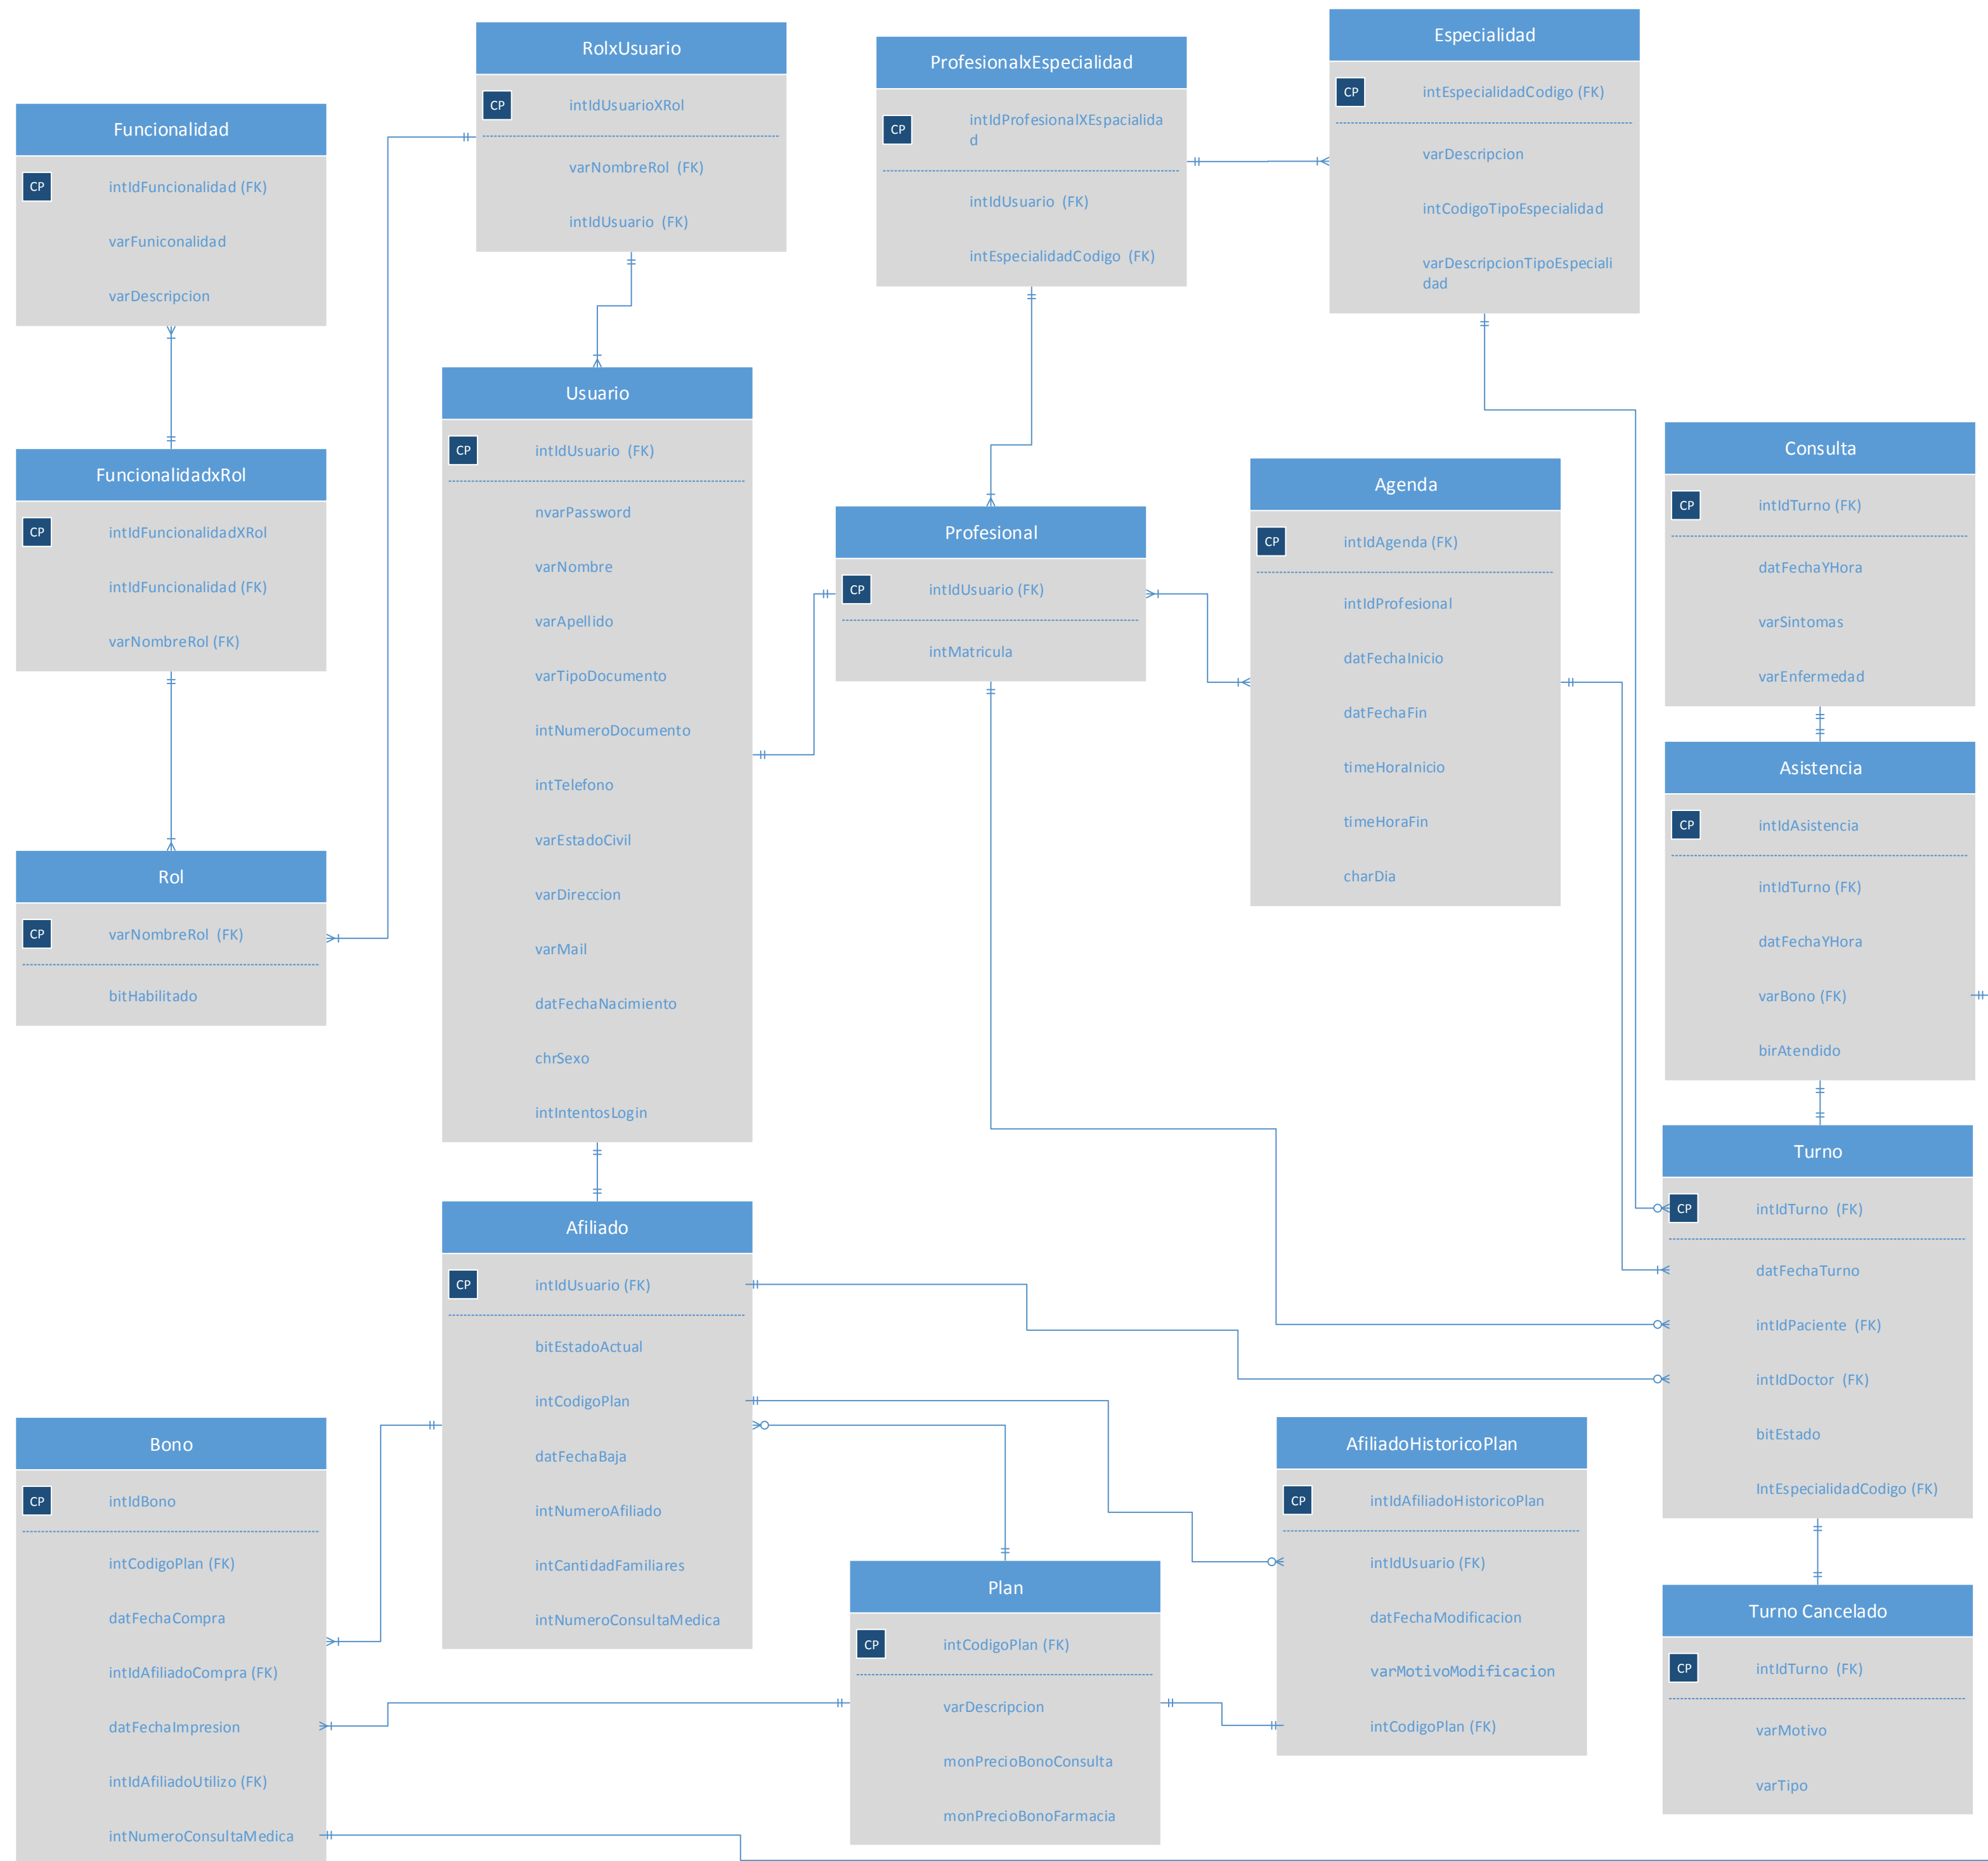 Funcionalidad
CP
intIdFuncionalidad (FK)
varFuniconalidad
varDescripcion
FuncionalidadxRol
CP
intIdFuncionalidadXRol
intIdFuncionalidad (FK)
varNombreRol (FK)
Rol
CP
varNombreRol (FK)
bitHabilitado
RolxUsuario
CP
intIdUsuarioXRol
varNombreRol (FK)
intIdUsuario (FK)
Usuario
CP
intIdUsuario (FK)
nvarPassword
varNombre
varApellido
varTipoDocumento
intNumeroDocumento
intTelefono
varEstadoCivil
varDireccion
varMail
datFechaNacimiento
chrSexo
intIntentosLogin
ProfesionalxEspecialidad
CP
intIdProfesionalXEspacialida
d
intIdUsuario (FK)
intEspecialidadCodigo (FK)
Especialidad
CP
intEspecialidadCodigo (FK)
varDescripcion
intCodigoTipoEspecialidad
varDescripcionTipoEspeciali
dad
Profesional
CP
intIdUsuario (FK)
intMatricula
Agenda
CP
intIdAgenda (FK)
intIdProfesional
datFechaInicio
datFechaFin
timeHoraInicio
timeHoraFin
charDia
Consulta
CP
intIdTurno (FK)
datFechaYHora
varSintomas
varEnfermedad
Asistencia
CP
intIdAsistencia
intIdTurno (FK)
datFechaYHora
varBono (FK)
birAtendido
Turno
CP
intIdTurno (FK)
datFechaTurno
intIdPaciente (FK)
intIdDoctor (FK)
bitEstado
IntEspecialidadCodigo (FK)
Afiliado
CP
intIdUsuario (FK)
bitEstadoActual
intCodigoPlan
datFechaBaja
intNumeroAfiliado
intCantidadFamiliares
intNumeroConsultaMedica
Bono
CP
intIdBono
intCodigoPlan (FK)
datFechaCompra
intIdAfiliadoCompra (FK)
datFechaImpresion
intIdAfiliadoUtilizo (FK)
intNumeroConsultaMedica
Plan
CP
intCodigoPlan (FK)
varDescripcion
monPrecioBonoConsulta
monPrecioBonoFarmacia
AfiliadoHistoricoPlan
CP
intIdAfiliadoHistoricoPlan
intIdUsuario (FK)
datFechaModificacion
varMotivoModificacion
intCodigoPlan (FK)
Turno Cancelado
CP
intIdTurno (FK)
varMotivo
varTipo